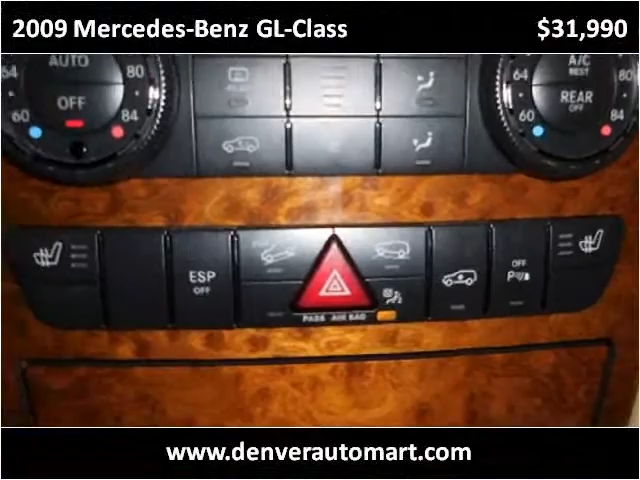 2009 Mercedes-Benz GL-Class $31,990
64 AUTO 80
OFF
60 84
64 A/C 80
REST
REAR
OFF
60 84
ESP
OFF
OFF
P
PASS AIR BAG
www.denverautomart.com